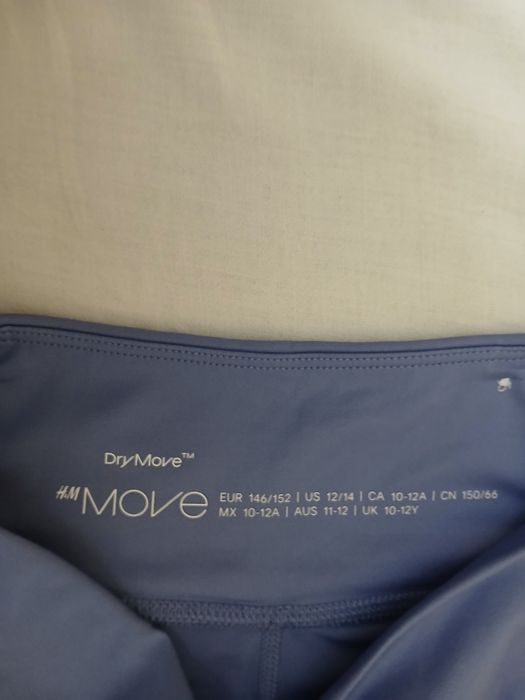 DryMove™
H&M MOVE
EUR 146/152 | US 12/14 | CA 10-12A | CN 150/66
MX 10-12A | AUS 11-12 | UK 10-12Y